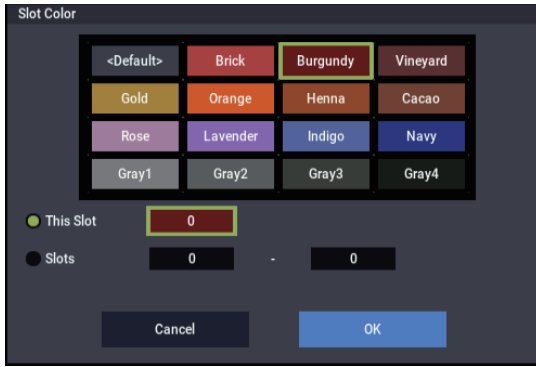 Slot Color
<Default> Brick Burgundy Vineyard
Gold Orange Henna Cacao
Rose Lavender Indigo Navy
Gray1 Gray2 Gray3 Gray4
This Slot 0
Slots 0 - 0
Cancel OK